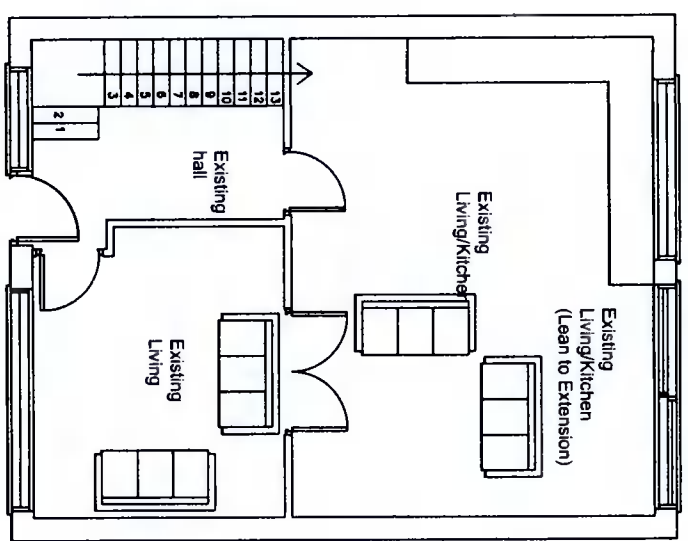 Existing
Living/Kitchen
(Lean to Extension)
Existing
Living/Kitche
Existing
hall
Existing
Living
1
2
3
4
5
6
7
8
9
10
11
12
13